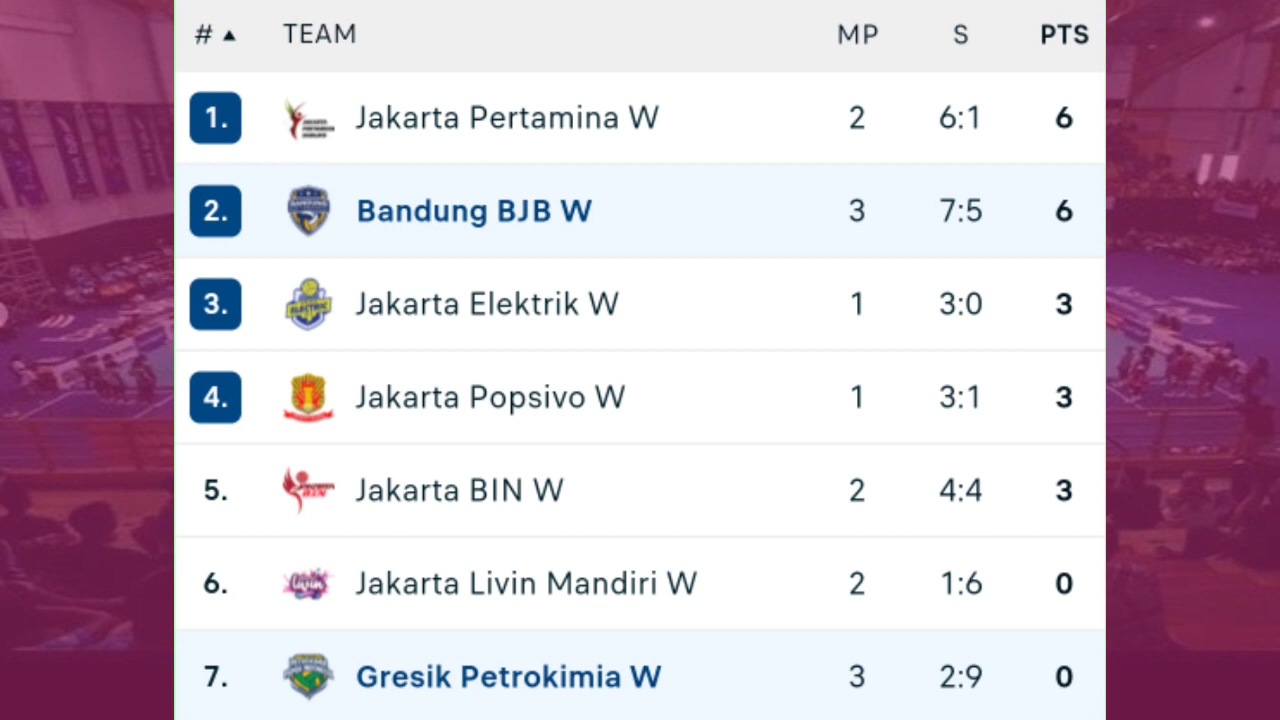 # ▲ TEAM MP S PTS
1. Jakarta Pertamina W 2 6:1 6
2. Bandung BJB W 3 7:5 6
3. Jakarta Elektrik W 1 3:0 3
4. Jakarta Popsivo W 1 3:1 3
5. Jakarta BIN W 2 4:4 3
6. Jakarta Livin Mandiri W 2 1:6 0
7. Gresik Petrokimia W 3 2:9 0